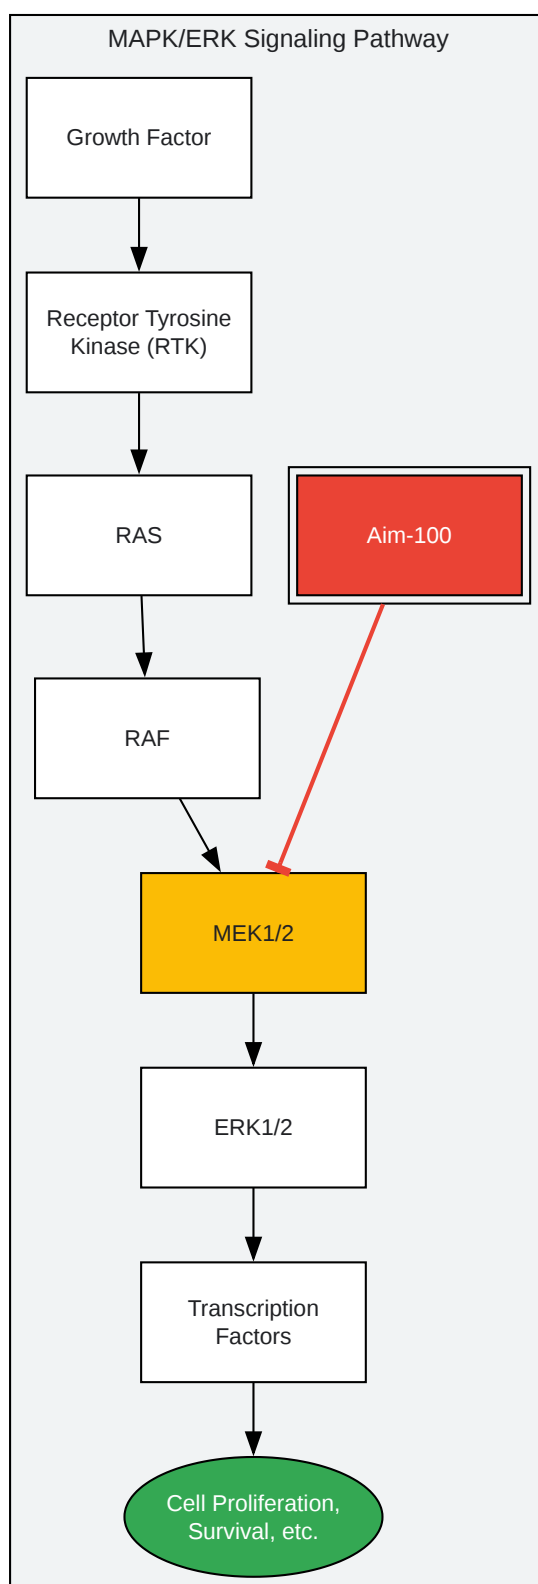 MAPK/ERK Signaling Pathway
Growth Factor
Receptor Tyrosine
Kinase (RTK)
RAS
Aim-100
RAF
MEK1/2
ERK1/2
Transcription
Factors
Cell Proliferation,
Survival, etc.